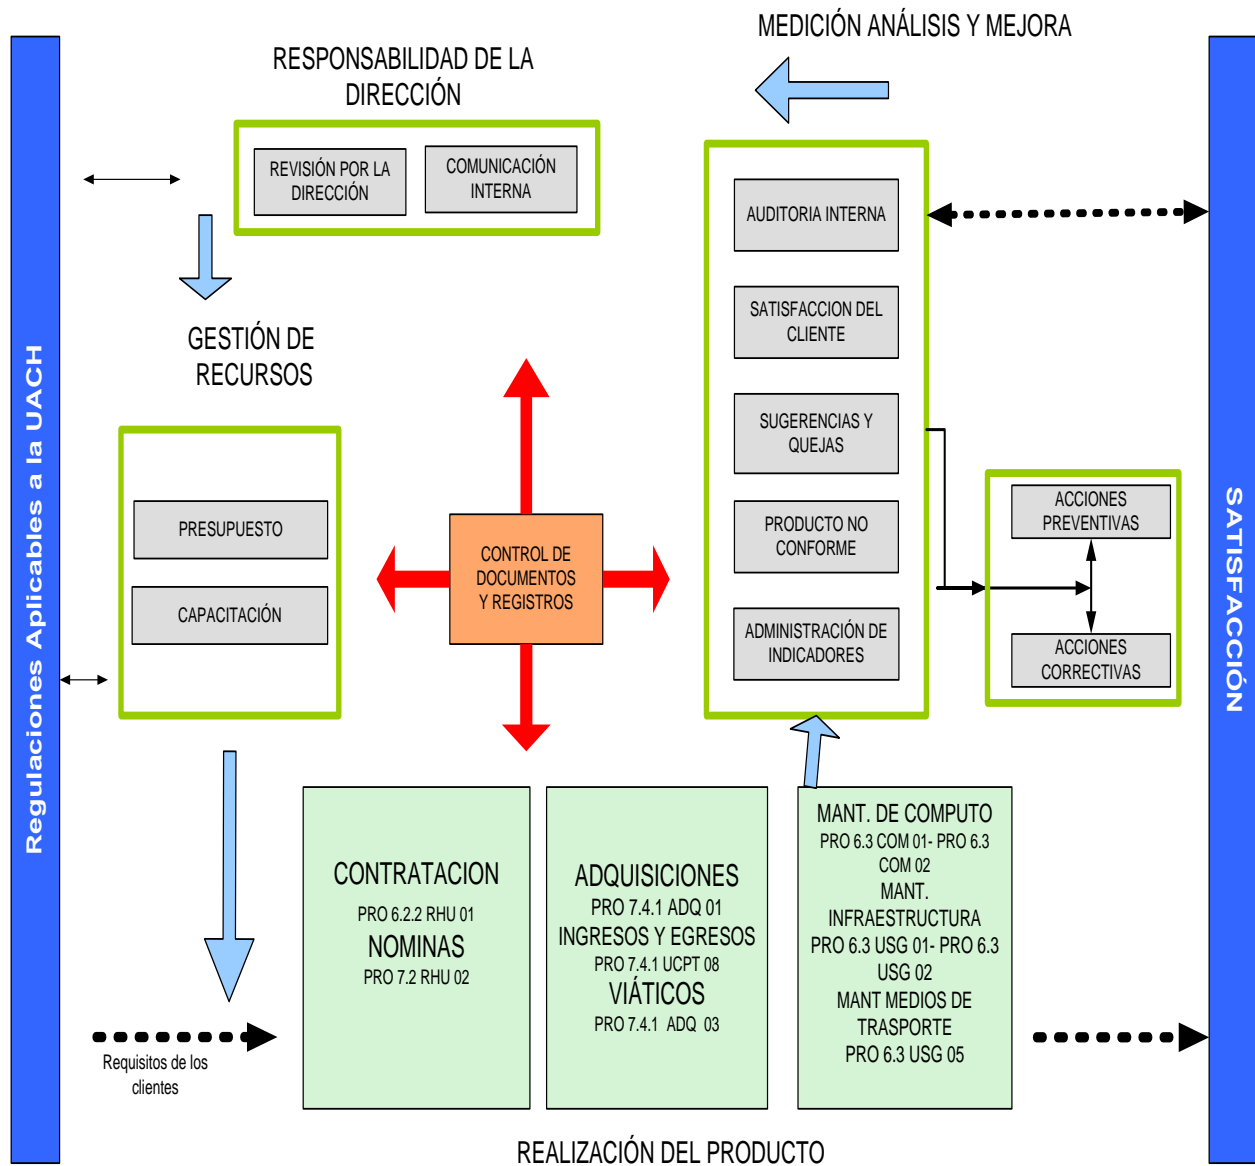 MEDICIÓN ANÁLISIS Y MEJORA
RESPONSABILIDAD DE LA
DIRECCIÓN
REVISIÓN POR LA
DIRECCIÓN
COMUNICACIÓN
INTERNA
AUDITORIA INTERNA
SATISFACCION DEL
CLIENTE
SUGERENCIAS Y
QUEJAS
PRODUCTO NO
CONFORME
ADMINISTRACIÓN DE
INDICADORES
GESTIÓN DE
RECURSOS
PRESUPUESTO
CAPACITACIÓN
CONTROL DE
DOCUMENTOS
Y REGISTROS
ACCIONES
PREVENTIVAS
ACCIONES
CORRECTIVAS
Regulaciones Aplicables a la UACH
SATISFACCIÓN
CONTRATACION
PRO 6.2.2 RHU 01
NOMINAS
PRO 7.2 RHU 02
ADQUISICIONES
PRO 7.4.1 ADQ 01
INGRESOS Y EGRESOS
PRO 7.4.1 UCPT 08
VIÁTICOS
PRO 7.4.1 ADQ 03
MANT. DE COMPUTO
PRO 6.3 COM 01- PRO 6.3
COM 02
MANT.
INFRAESTRUCTURA
PRO 6.3 USG 01- PRO 6.3
USG 02
MANT MEDIOS DE
TRASPORTE
PRO 6.3 USG 05
Requisitos de los
clientes
REALIZACIÓN DEL PRODUCTO